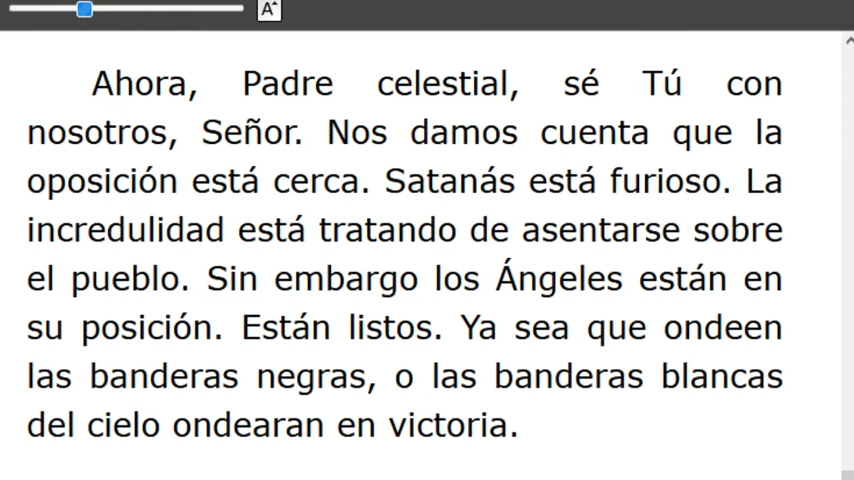 A
Ahora, Padre celestial, sé Tú con
nosotros, Señor. Nos damos cuenta que la
oposición está cerca. Satanás está furioso. La
incredulidad está tratando de asentarse sobre
el pueblo. Sin embargo los Ángeles están en
su posición. Están listos. Ya sea que ondeen
las banderas negras, o las banderas blancas
del cielo ondearan en victoria.